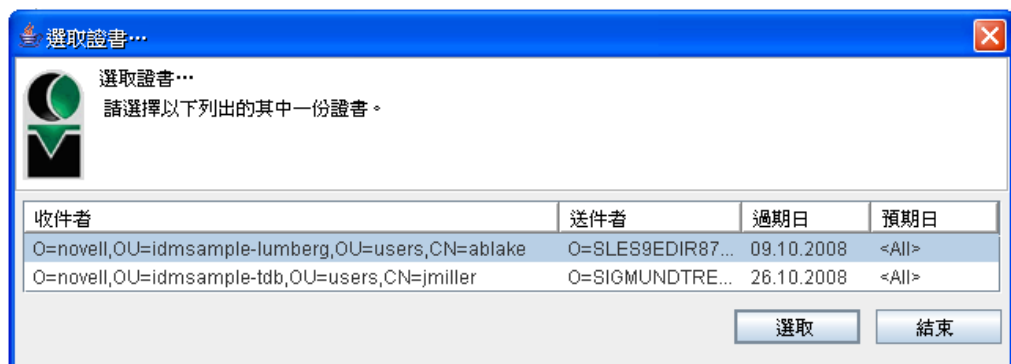 選取證書…
選取證書…
請選擇以下列出的其中一份證書。
收件者 送件者 過期日 預期日
O=novell,OU=idmsample-lumberg,OU=users,CN=ablake O=SLES9EDIR87... 09.10.2008 <All>
O=novell,OU=idmsample-tdb,OU=users,CN=jmiller O=SIGMUNDTRE... 26.10.2008 <All>
選取 結束